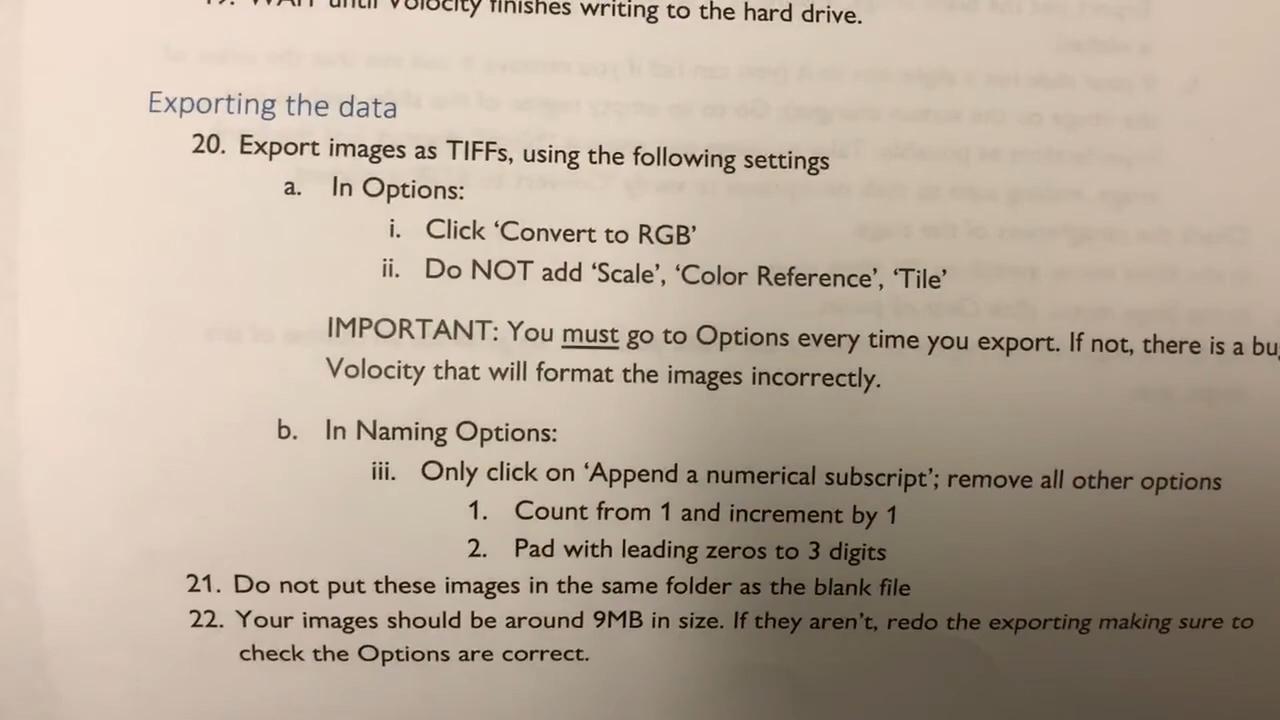 until Volocity finishes writing to the hard drive.
Exporting the data
20. Export images as TIFFs, using the following settings
a. In Options:
i. Click ‘Convert to RGB’
ii. Do NOT add ‘Scale’, ‘Color Reference’, ‘Tile’
IMPORTANT: You must go to Options every time you export. If not, there is a
Volocity that will format the images incorrectly.
b. In Naming Options:
iii. Only click on ‘Append a numerical subscript’; remove all other options
1. Count from 1 and increment by 1
2. Pad with leading zeros to 3 digits
21. Do not put these images in the same folder as the blank file
22. Your images should be around 9MB in size. If they aren’t, redo the exporting making sure to
check the Options are correct.